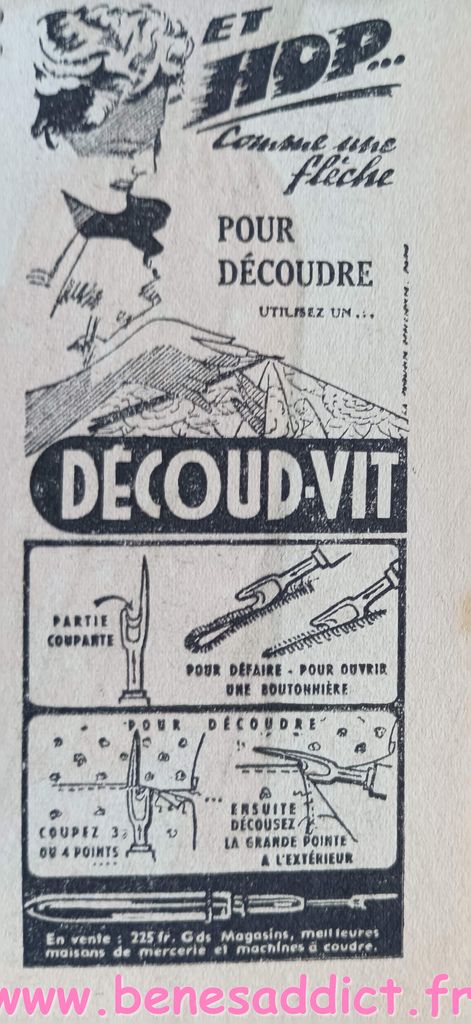 ET
HOP...
comme une
flèche
POUR
DÉCOUDRE
UTILISEZ UN...
DÉCOUD-VIT
PARTIE
COUPANTE
POUR DÉFAIRE - POUR OUVRIR
UNE BOUTONNIÈRE
POUR DÉCOUDRE
COUPEZ 3
OU 4 POINTS
....
... ENSUITE
DÉCOUSEZ
LA GRANDE POINTE
A L'EXTÉRIEUR
En vente : 225 fr. Gds Magasins, meilleures
maisons de mercerie et machines à coudre.
www.benesaddict.fr